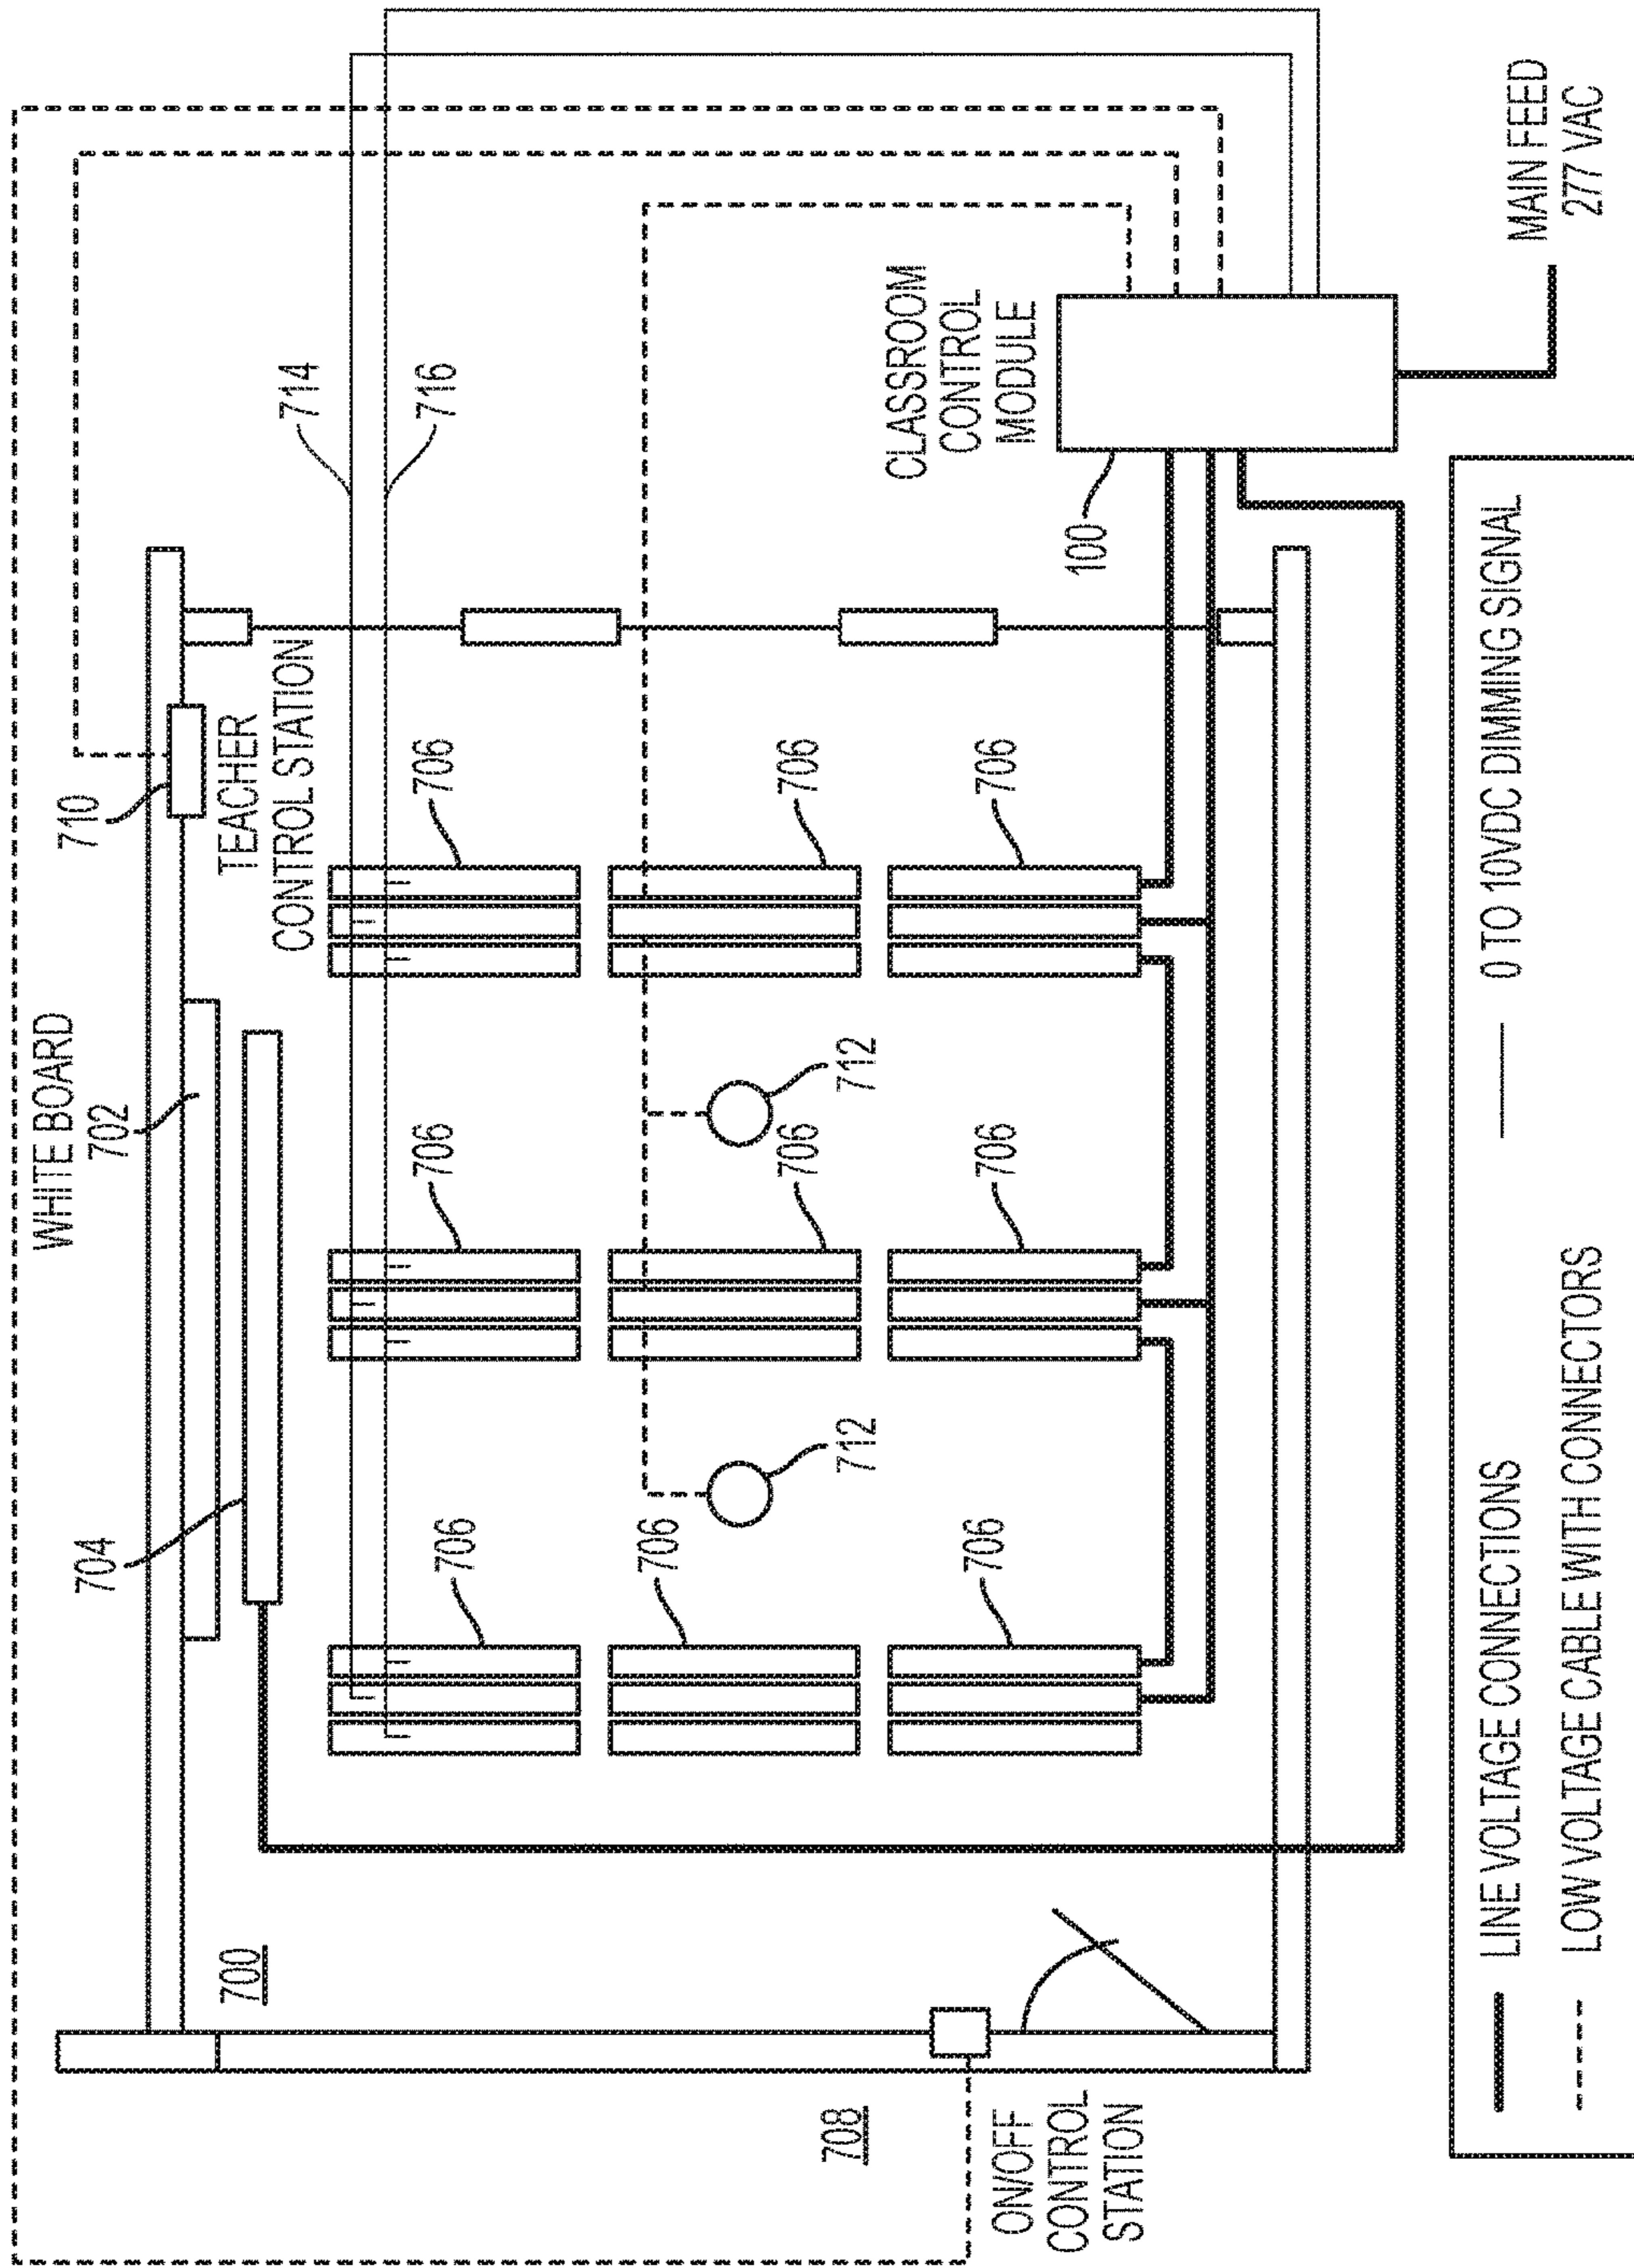 WHITE BOARD
702
704
710
TEACHER
CONTROL STATION
714
716
700
706
706
706
706
706
706
706
706
706
712
712
708
ON/OFF
CONTROL
STATION
CLASSROOM
CONTROL
MODULE
100
MAIN FEED
277 VAC
LINE VOLTAGE CONNECTIONS
0 TO 10VDC DIMMING SIGNAL
LOW VOLTAGE CABLE WITH CONNECTORS